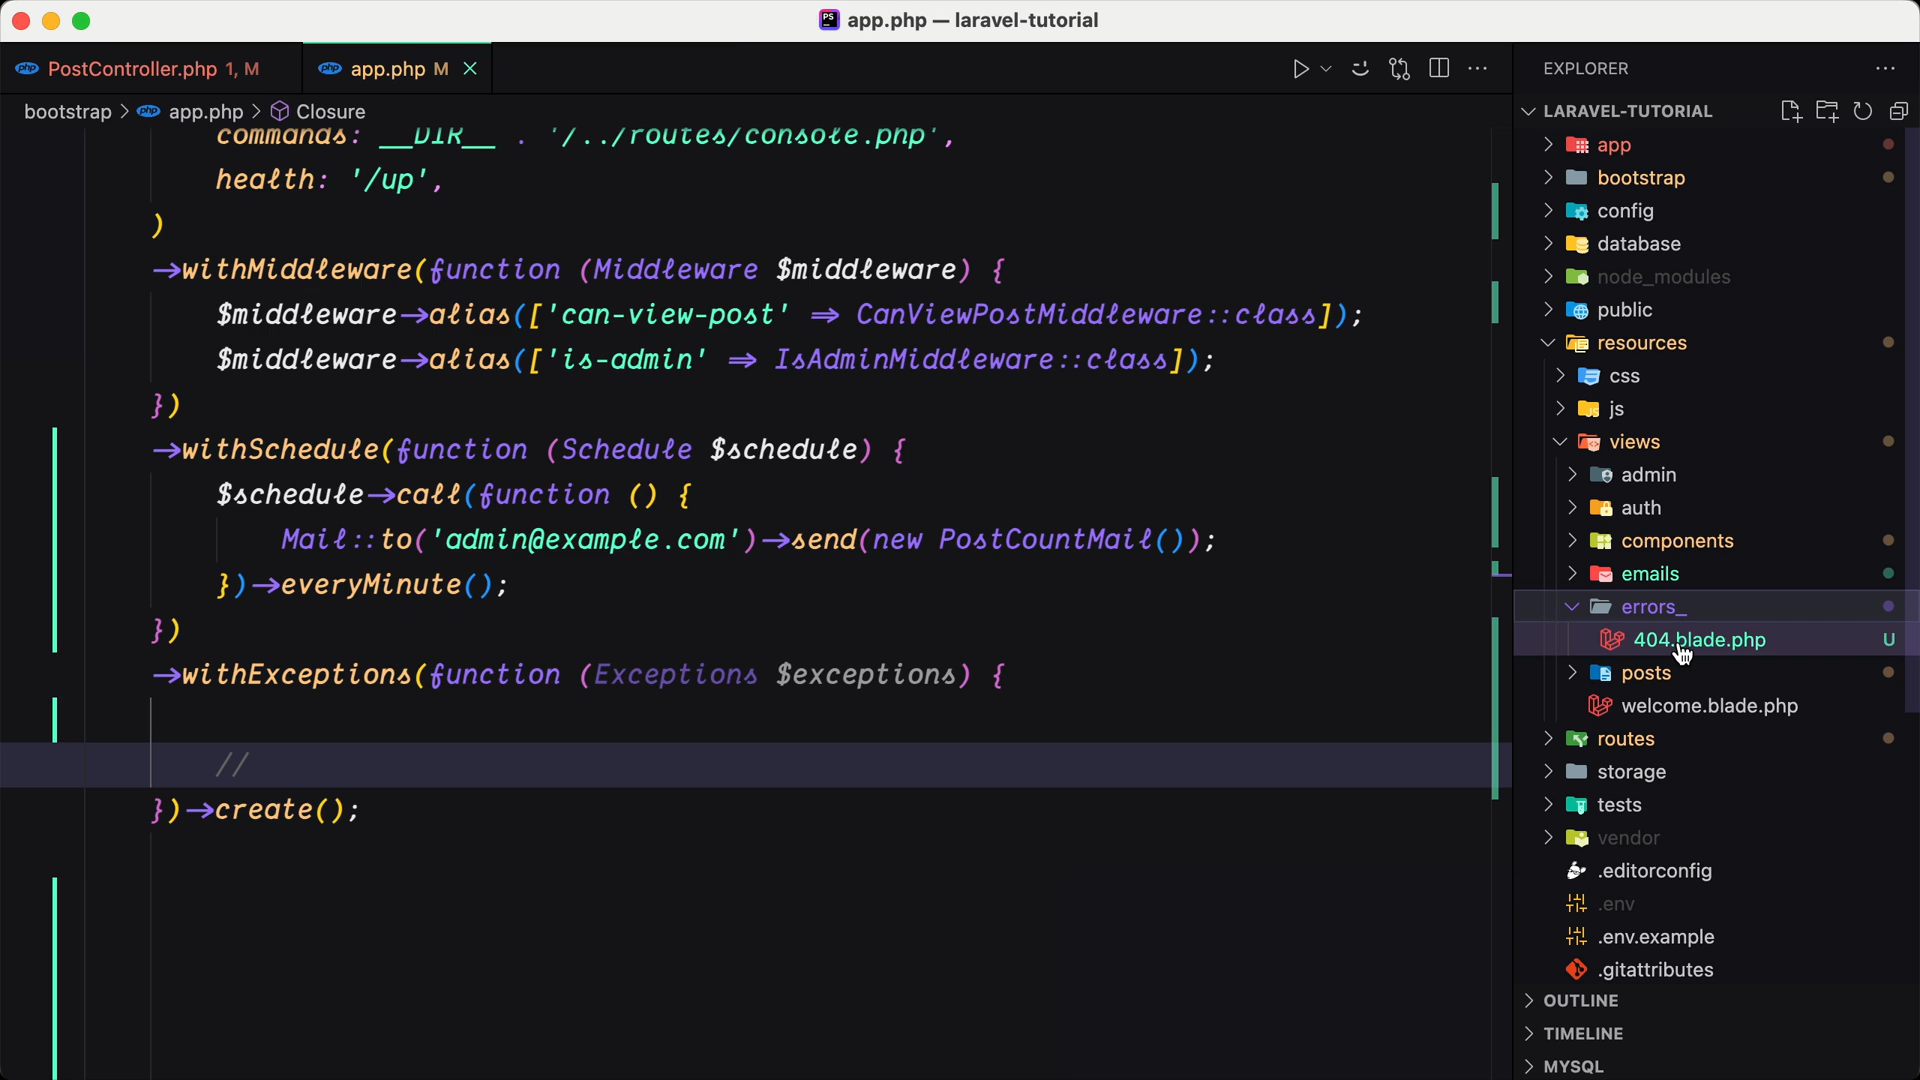 PS app.php — laravel-tutorial
php PostController.php 1, M
php app.php M
bootstrap > php app.php > Closure
commands: __DIR__ . '/../routes/console.php',
health: '/up',
)
->withMiddleware(function (Middleware $middleware) {
$middleware->alias(['can-view-post' => CanViewPostMiddleware::class]);
$middleware->alias(['is-admin' => IsAdminMiddleware::class]);
})
->withSchedule(function (Schedule $schedule) {
$schedule->call(function () {
Mail::to('admin@example.com')->send(new PostCountMail());
})->everyMinute();
})
->withExceptions(function (Exceptions $exceptions) {
//
})->create();
EXPLORER
LARAVEL-TUTORIAL
app
bootstrap
config
database
node_modules
public
resources
css
js
views
admin
auth
components
emails
errors_
404.blade.php U
posts
welcome.blade.php
routes
storage
tests
vendor
.editorconfig
.env
.env.example
.gitattributes
OUTLINE
TIMELINE
MYSQL